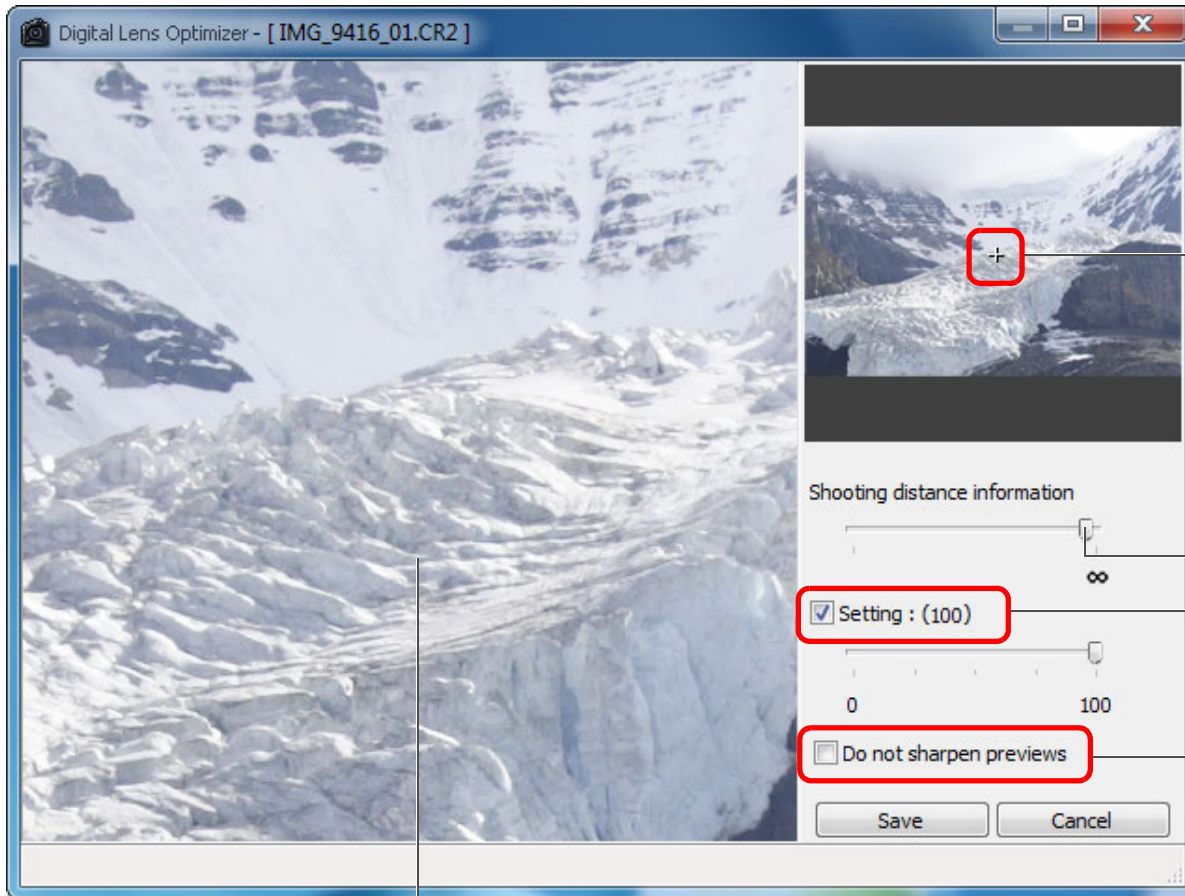 Digital Lens Optimizer - [ IMG_9416_01.CR2 ]
Shooting distance information
∞
Setting : (100)
0 100
Do not sharpen previews
Save Cancel